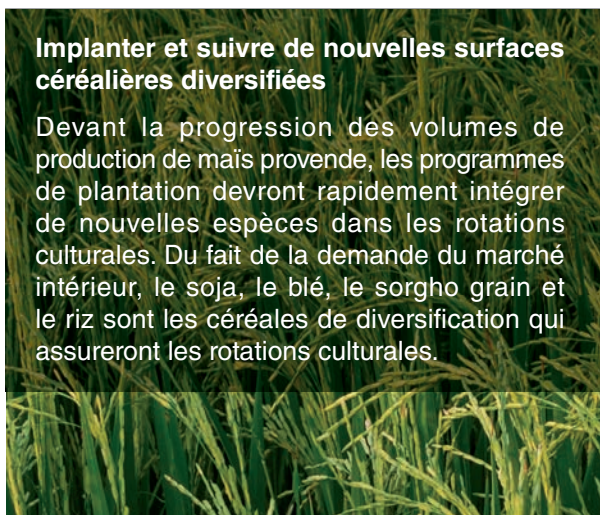 Implanter et suivre de nouvelles surfaces
céréalières diversifiées
Devant la progression des volumes de
production de maïs provende, les programmes
de plantation devront rapidement intégrer
de nouvelles espèces dans les rotations
culturales. Du fait de la demande du marché
intérieur, le soja, le blé, le sorgho grain et
le riz sont les céréales de diversification qui
assureront les rotations culturales.